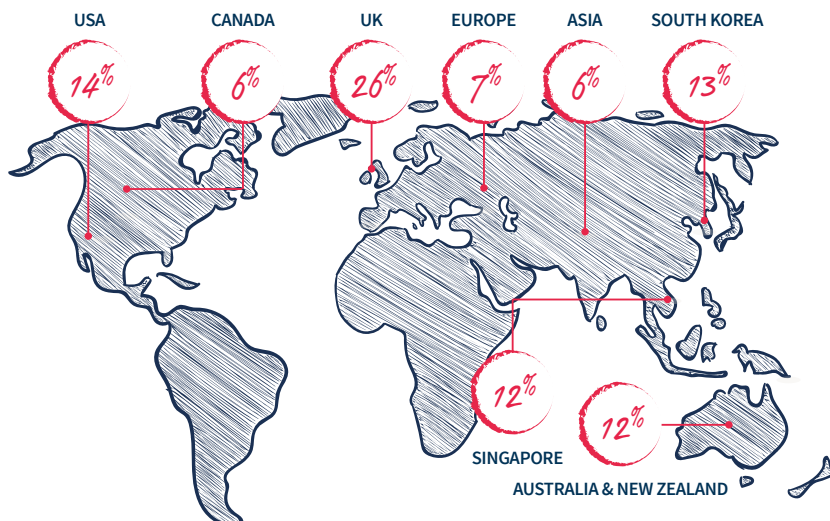 USA
CANADA
UK
EUROPE
ASIA
SOUTH KOREA
14%
6%
26%
7%
6%
13%
12%
12%
SINGAPORE
AUSTRALIA & NEW ZEALAND